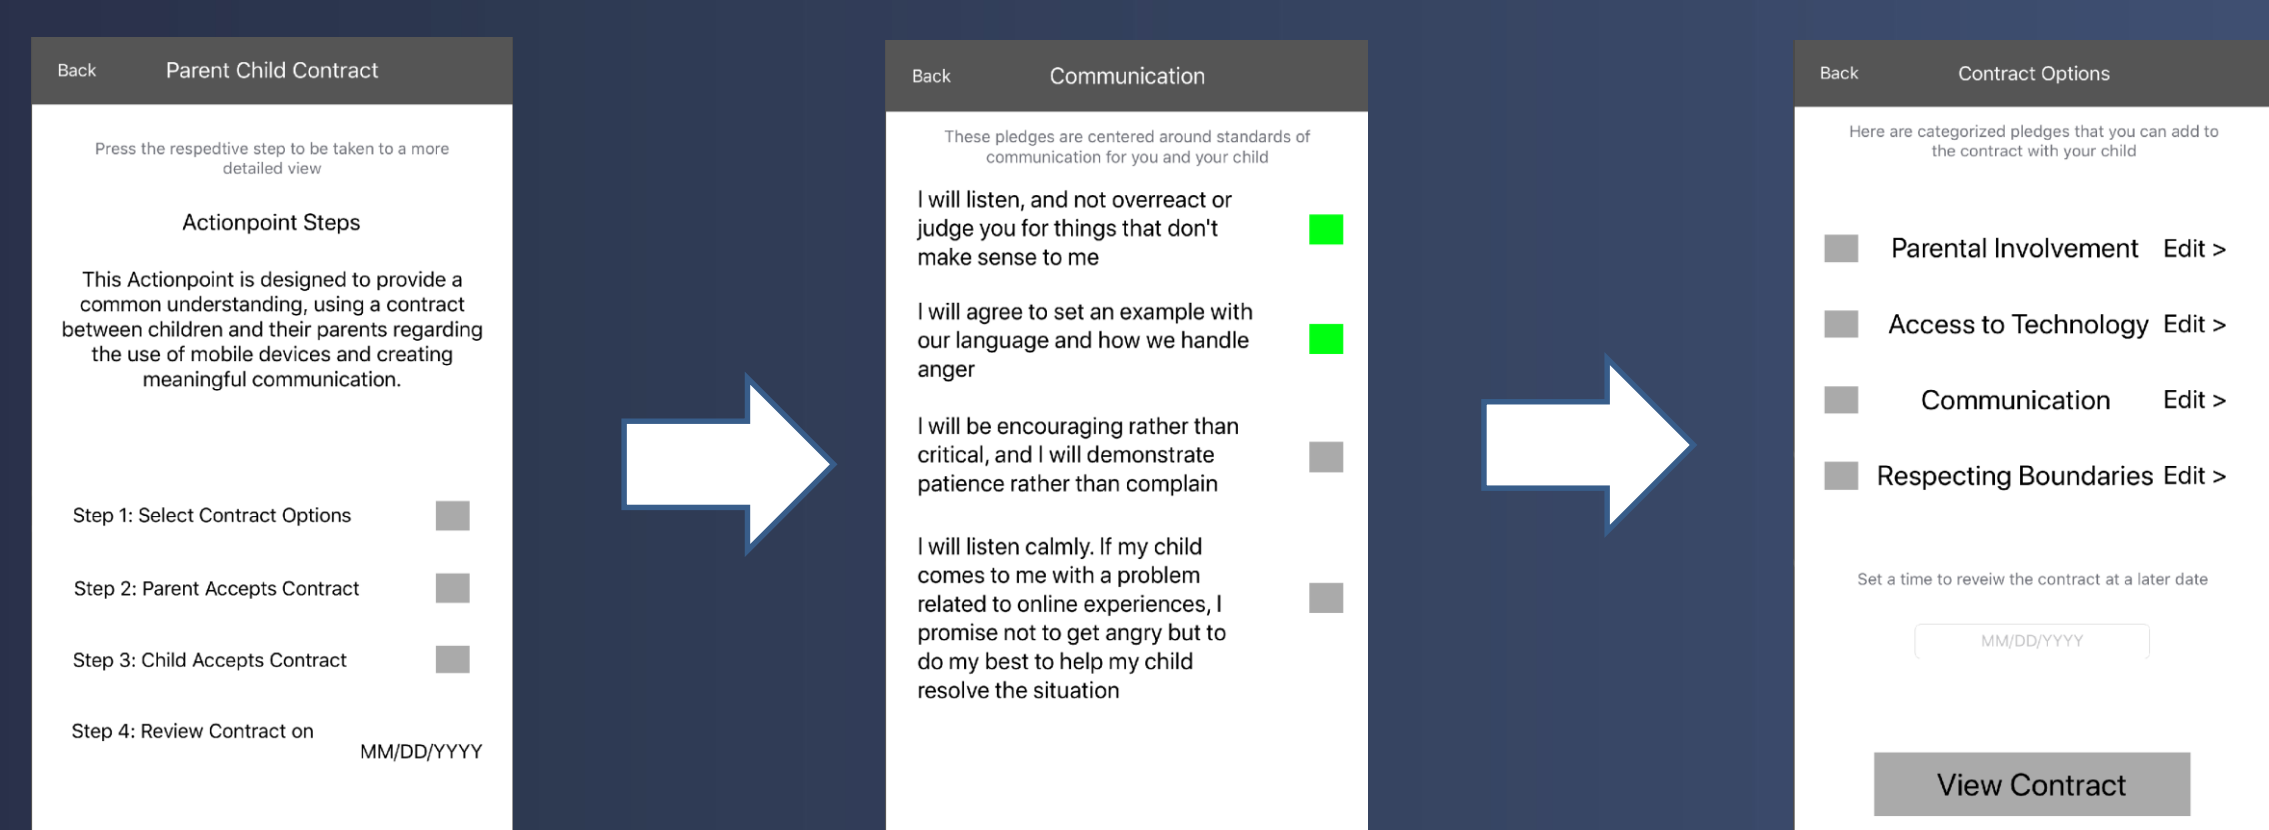 Back
Parent Child Contract
Press the respedtive step to be taken to a more
detailed view
Actionpoint Steps
This Actionpoint is designed to provide a
common understanding, using a contract
between children and their parents regarding
the use of mobile devices and creating
meaningful communication.
Step 1: Select Contract Options
Step 2: Parent Accepts Contract
Step 3: Child Accepts Contract
Step 4: Review Contract on
MM/DD/YYYY
Back
Communication
These pledges are centered around standards of
communication for you and your child
I will listen, and not overreact or
judge you for things that don't
make sense to me
I will agree to set an example with
our language and how we handle
anger
I will be encouraging rather than
critical, and I will demonstrate
patience rather than complain
I will listen calmly. If my child
comes to me with a problem
related to online experiences, I
promise not to get angry but to
do my best to help my child
resolve the situation
Back
Contract Options
Here are categorized pledges that you can add to
the contract with your child
Parental Involvement Edit >
Access to Technology Edit >
Communication Edit >
Respecting Boundaries Edit >
Set a time to reveiw the contract at a later date
MM/DD/YYYY
View Contract